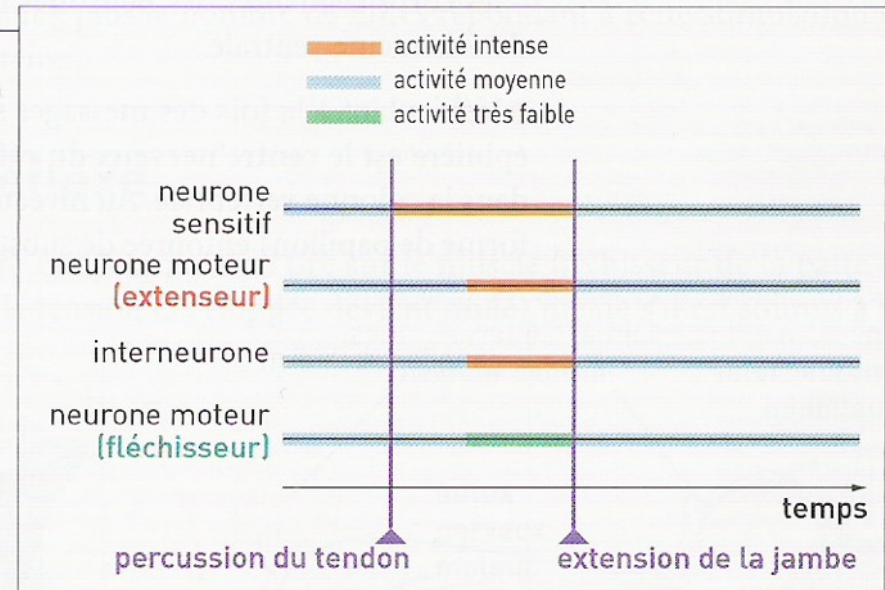 activité intense
activité moyenne
activité très faible
neurone
sensitif
neurone moteur
(extenseur)
interneurone
neurone moteur
(fléchisseur)
temps
percussion du tendon
extension de la jambe